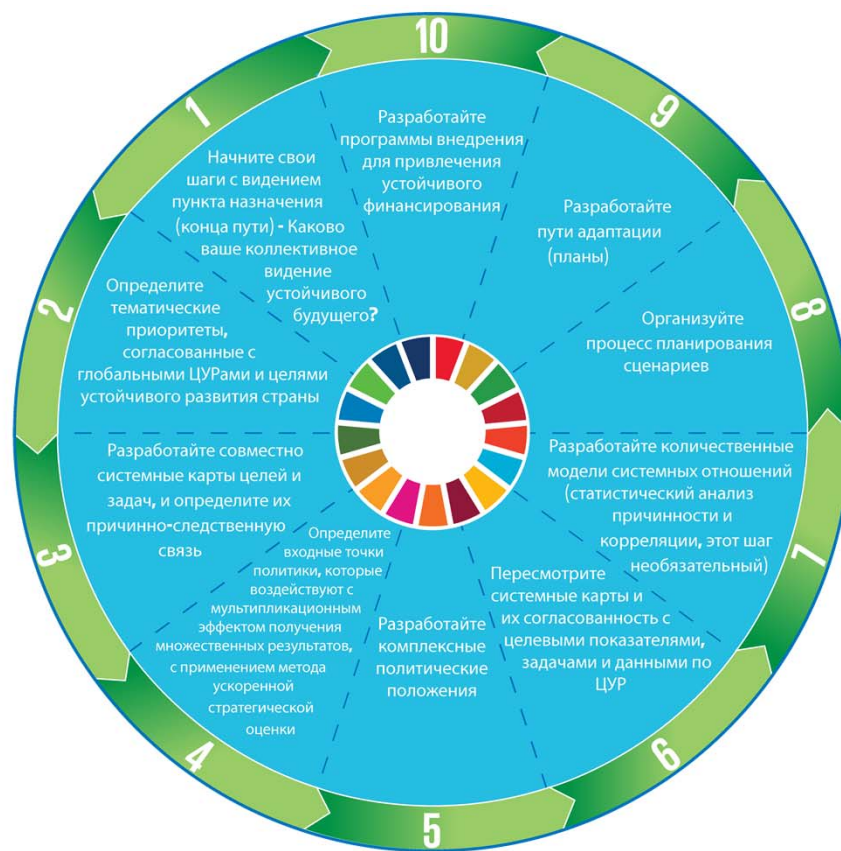 1
Начните свои
шаги с видением
пункта назначения
(конца пути) - Каково
ваше коллективное
видение
устойчивого
будущего?
2
Определите
тематические
приоритеты,
согласованные с
глобальными ЦУРами и целями
устойчивого развития страны
3
Разработайте совместно
системные карты целей и
задач, и определите их
причинно-следственную
связь
4
Определите
входные точки
политики, которые
воздействуют с
мультипликационным
эффектом получения
множественных результатов,
с применением метода
ускоренной
стратегической
оценки
5
Разработайте
комплексные
политические
положения
6
Пересмотрите
системные карты и
их согласованность с
целевыми показателями,
задачами и данными по
ЦУР
7
Разработайте количественные
модели системных отношений
(статистический анализ
причинности и
корреляции, этот шаг
необязательный)
8
Организуйте
процесс планирования
сценариев
9
Разработайте
пути адаптации
(планы)
10
Разработайте
программы внедрения
для привлечения
устойчивого
финансирования